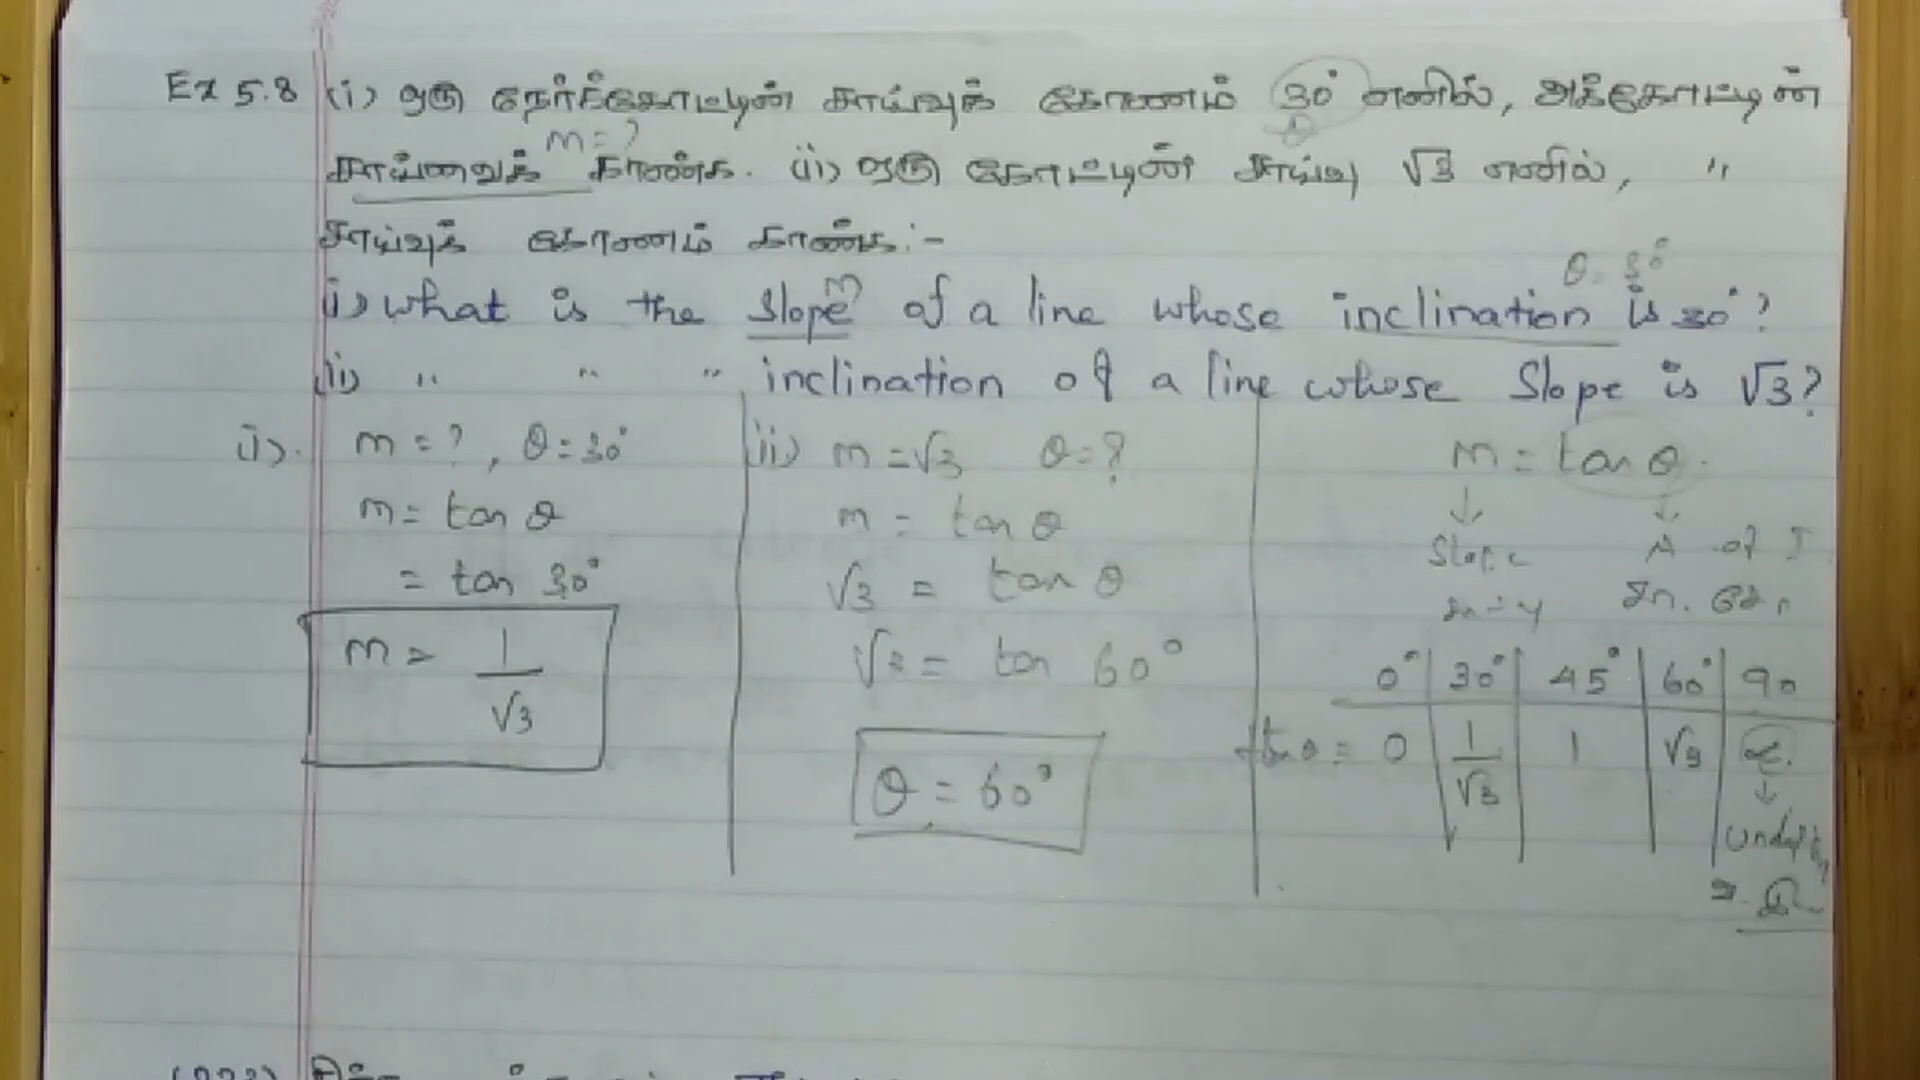 Ex 5.8 (i) ஒரு நேர்க்கோட்டின் சாய்வுக் கோணம் 30° எனில், அக்கோட்டின்
m = ?
θ
சாய்வைக் காண்க. (ii) ஒரு கோட்டின் சாய்வு √3 எனில், "
சாய்வுக் கோணம் காண்க:-
θ = 30°
m
i) what is the slope of a line whose inclination is 30°?
ii) " " " inclination of a line whose Slope is √3?
i). m = ?, θ = 30°
m = tan θ
= tan 30°
m = 1/√3
ii) m = √3 θ = ?
m = tan θ
√3 = tan θ
√3 = tan 60°
θ = 60°
m = tan θ.
↓ ↓
Slope A of I
0° 30° 45° 60° 90
tan θ = 0 1/√3 1 √3 ∝.
↓